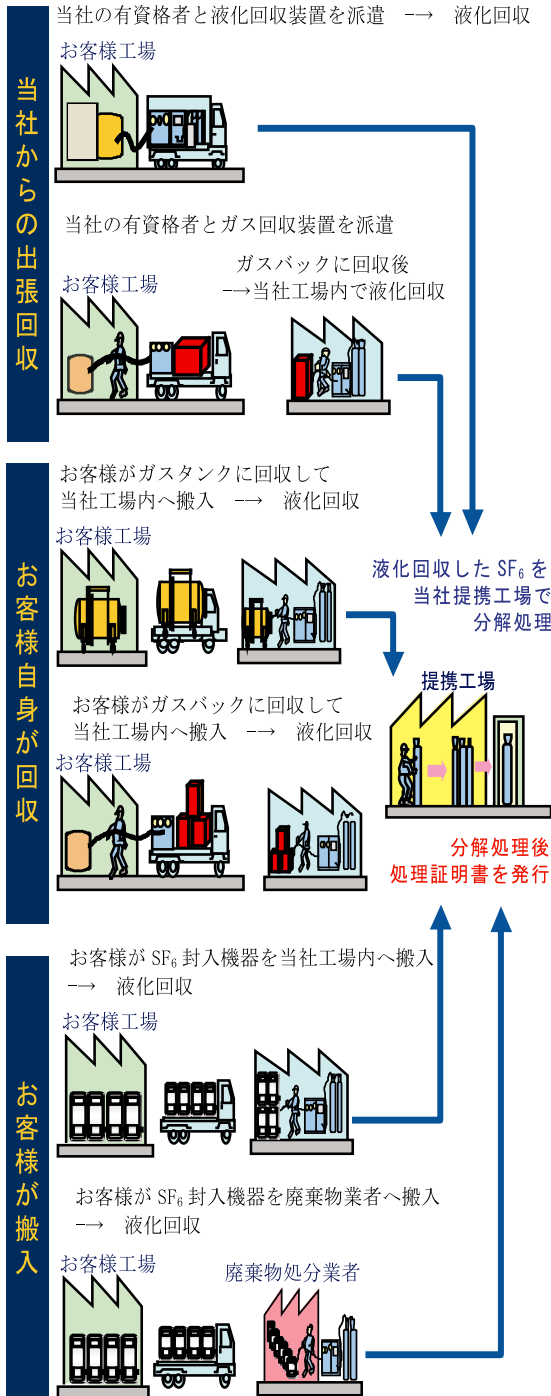 当社からの出張回収
当社の有資格者と液化回収装置を派遣 -→ 液化回収
お客様工場
当社の有資格者とガス回収装置を派遣
ガスバックに回収後
-→当社工場内で液化回収
お客様工場
お客様自身が回収
お客様がガスタンクに回収して
当社工場内へ搬入 -→ 液化回収
お客様工場
お客様がガスバックに回収して
当社工場内へ搬入 -→ 液化回収
お客様工場
液化回収したSF₆を
当社提携工場で
分解処理
提携工場
分解処理後
処理証明書を発行
お客様が搬入
お客様がSF₆封入機器を当社工場内へ搬入
-→ 液化回収
お客様工場
お客様がSF₆封入機器を廃棄物業者へ搬入
-→ 液化回収
お客様工場
廃棄物処分業者